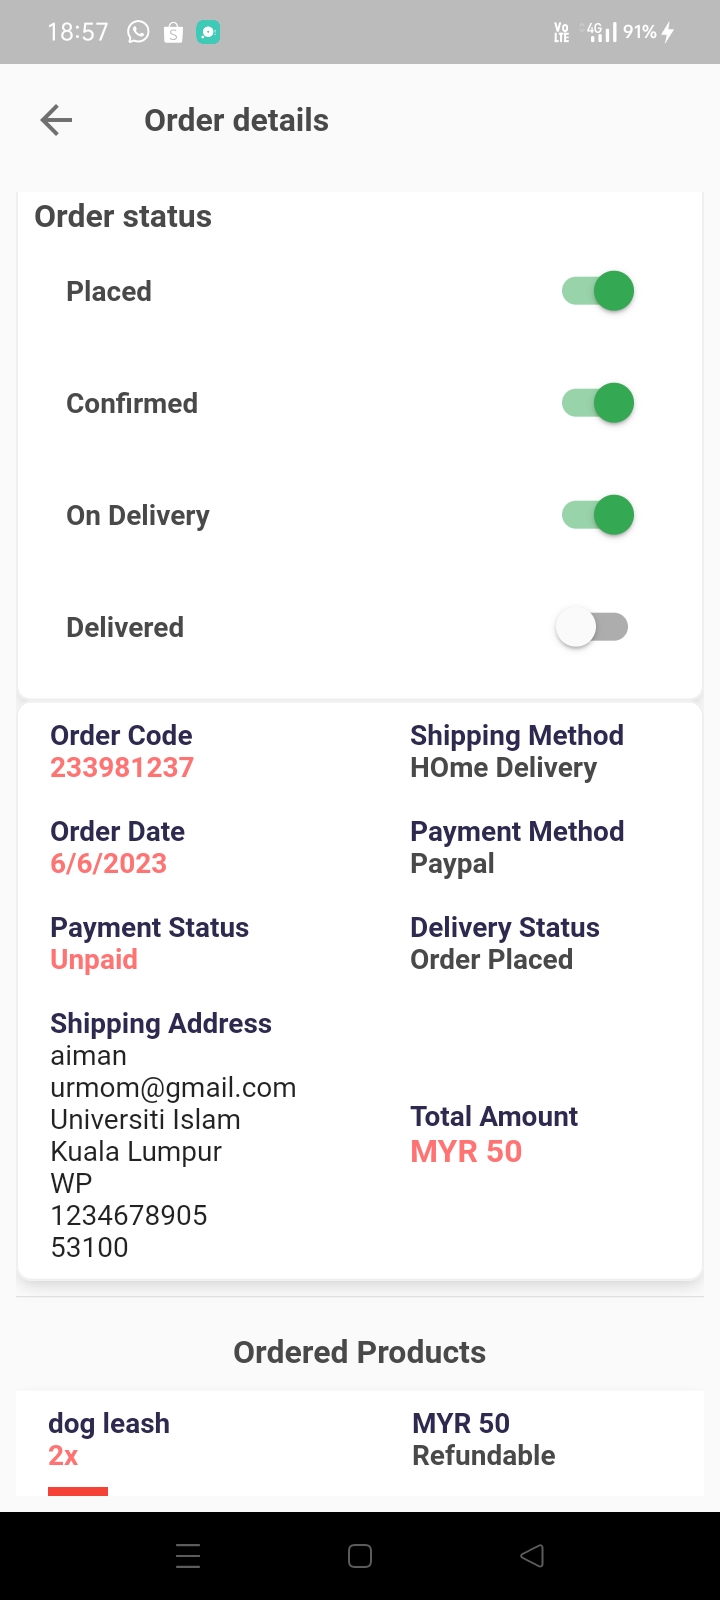 18:57
Vo LTE 4G 91%
Order details
Order status
Placed
Confirmed
On Delivery
Delivered
Order Code
233981237
Shipping Method
HOme Delivery
Order Date
6/6/2023
Payment Method
Paypal
Payment Status
Unpaid
Delivery Status
Order Placed
Shipping Address
aiman
urmom@gmail.com
Universiti Islam
Kuala Lumpur
WP
1234678905
53100
Total Amount
MYR 50
Ordered Products
dog leash
2x
MYR 50
Refundable